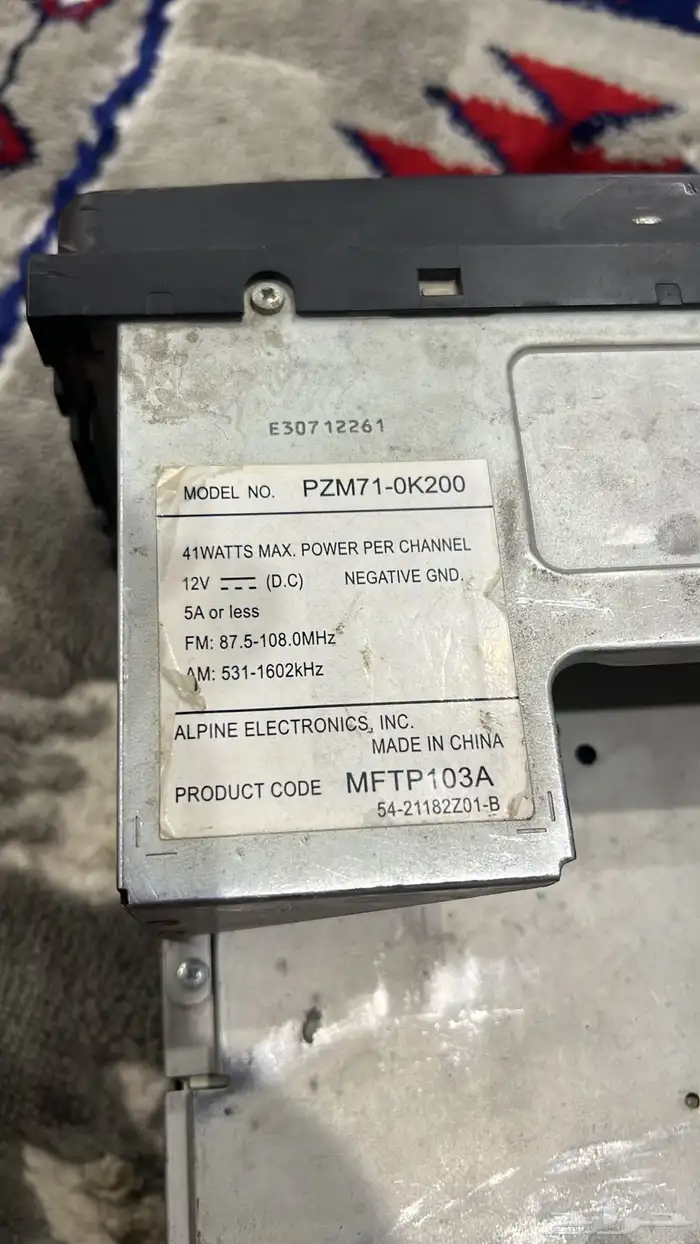 E30712261
MODEL NO. PZM71-0K200
41WATTS MAX. POWER PER CHANNEL
12V (D.C) NEGATIVE GND.
5A or less
FM: 87.5-108.0MHz
AM: 531-1602kHz
ALPINE ELECTRONICS, INC.
MADE IN CHINA
PRODUCT CODE MFTP103A
54-21182Z01-B